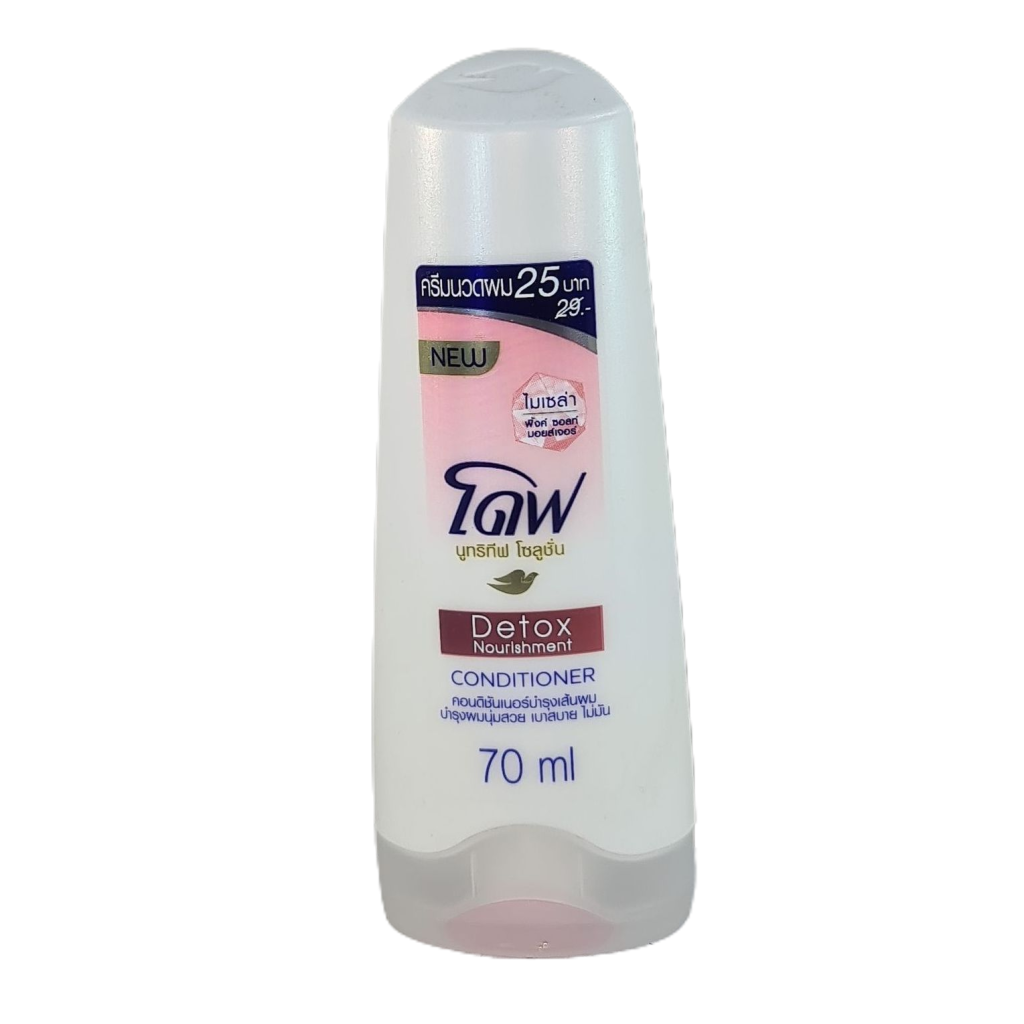 ครีมนวดผม 25 บาท
29.-
NEW
ไมเซล่า
พิ้งค์ ซอลท์
มอยส์เจอร์
โดฟ
นูทริทีฟ โซลูชั่น
Detox
Nourishment
CONDITIONER
คอนดิชันเนอร์บำรุงเส้นผม
บำรุงผมนุ่มสวย เบาสบาย ไม่มัน
70 ml